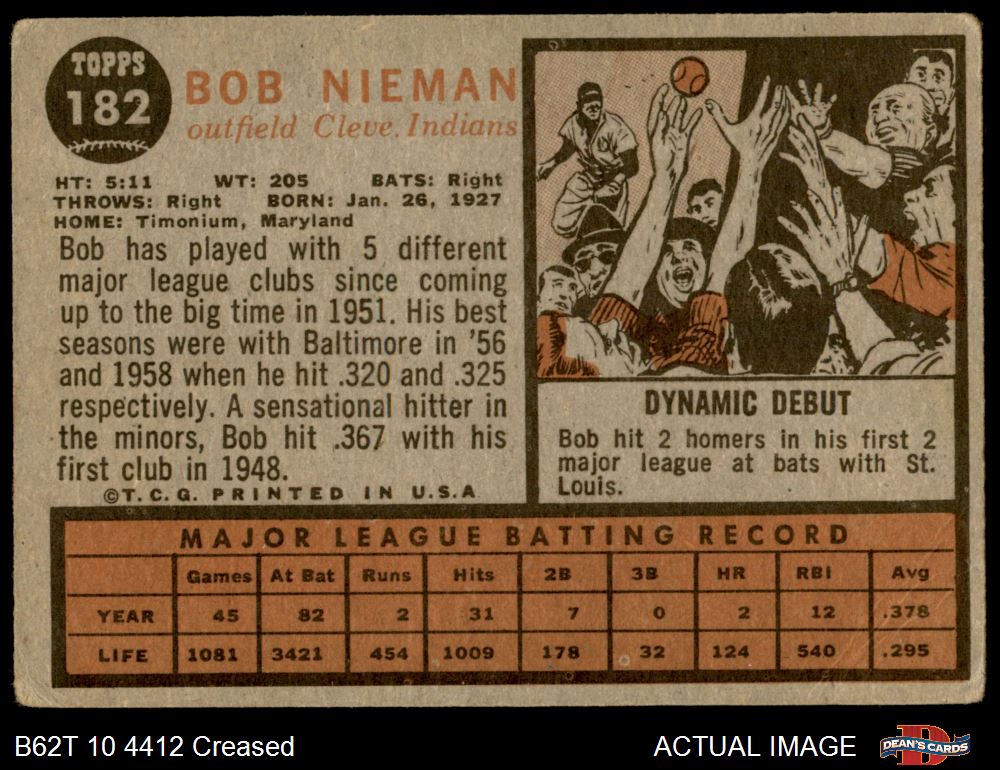 TOPPS
182
BOB NIEMAN
outfield Cleve. Indians
HT: 5:11 WT: 205 BATS: Right
THROWS: Right BORN: Jan. 26, 1927
HOME: Timonium, Maryland
Bob has played with 5 different
major league clubs since coming
up to the big time in 1951. His best
seasons were with Baltimore in '56
and 1958 when he hit .320 and .325
respectively. A sensational hitter in
the minors, Bob hit .367 with his
first club in 1948.
©T.C.G. PRINTED IN U.S.A
DYNAMIC DEBUT
Bob hit 2 homers in his first 2
major league at bats with St.
Louis.
MAJOR LEAGUE BATTING RECORD
Games At Bat Runs Hits 2B 3B HR RBI Avg
YEAR 45 82 2 31 7 0 2 12 .378
LIFE 1081 3421 454 1009 178 32 124 540 .295
B62T 10 4412 Creased
ACTUAL IMAGE
D
DEAN'S CARDS